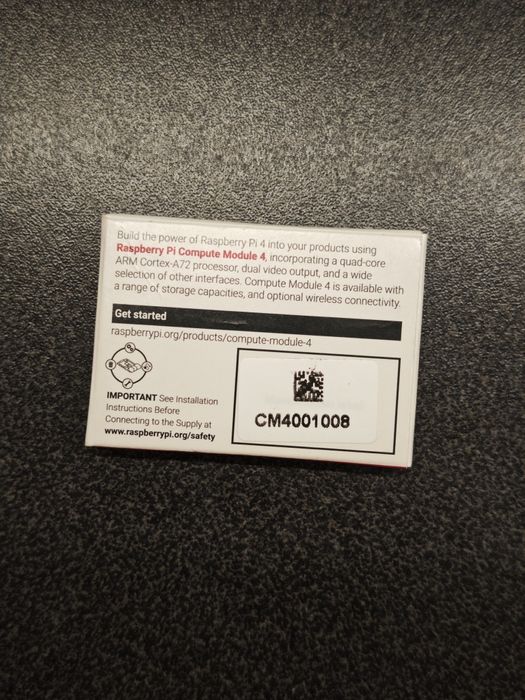 Build the power of Raspberry Pi 4 into your products using
Raspberry Pi Compute Module 4, incorporating a quad-core
ARM Cortex-A72 processor, dual video output, and a wide
selection of other interfaces. Compute Module 4 is available with
a range of storage capacities, and optional wireless connectivity.
Get started
raspberrypi.org/products/compute-module-4
IMPORTANT See Installation
Instructions Before
Connecting to the Supply at
www.raspberrypi.org/safety
CM4001008